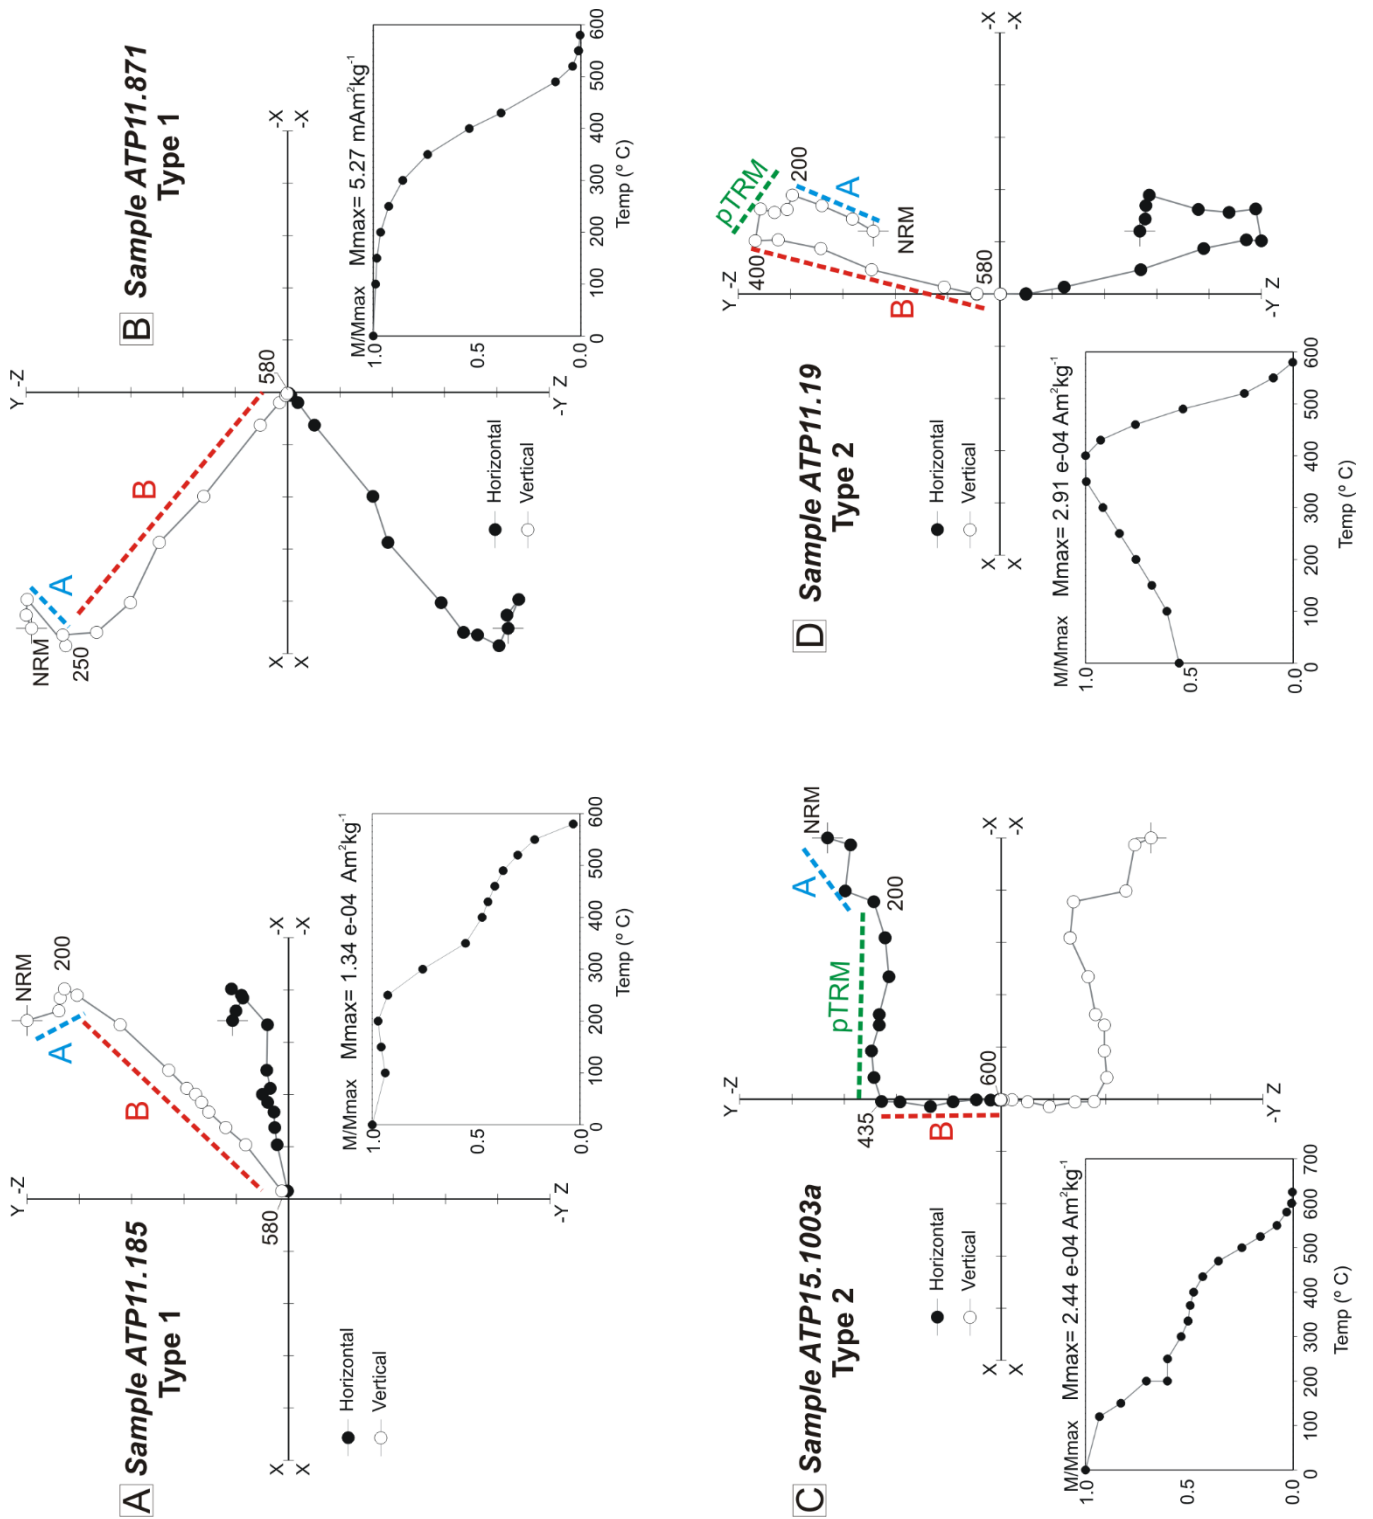 A Sample ATP11.185
Type 1
Horizontal
Vertical
Y -Z
-Y Z
X
X
-X
-X
NRM
200
A
B
580
M/Mmax Mmax= 1.34 e-04 Am²kg⁻¹
1.0
0.5
0.0
0 100 200 300 400 500 600
Temp (° C)
B Sample ATP11.871
Type 1
Horizontal
Vertical
Y -Z
-Y Z
X
X
-X
-X
NRM
250
A
B
580
M/Mmax Mmax= 5.27 mAm²kg⁻¹
1.0
0.5
0.0
0 100 200 300 400 500 600
Temp (° C)
C Sample ATP15.1003a
Type 2
Horizontal
Vertical
Y -Z
-Y Z
X
X
-X
-X
NRM
A
200
pTRM
435
B
600
M/Mmax Mmax= 2.44 e-04 Am²kg⁻¹
1.0
0.5
0.0
0 100 200 300 400 500 600 700
Temp (° C)
D Sample ATP11.19
Type 2
Horizontal
Vertical
Y -Z
-Y Z
X
X
-X
-X
pTRM
200
A
NRM
400
B
580
M/Mmax Mmax= 2.91 e-04 Am²kg⁻¹
1.0
0.5
0.0
0 100 200 300 400 500 600
Temp (° C)